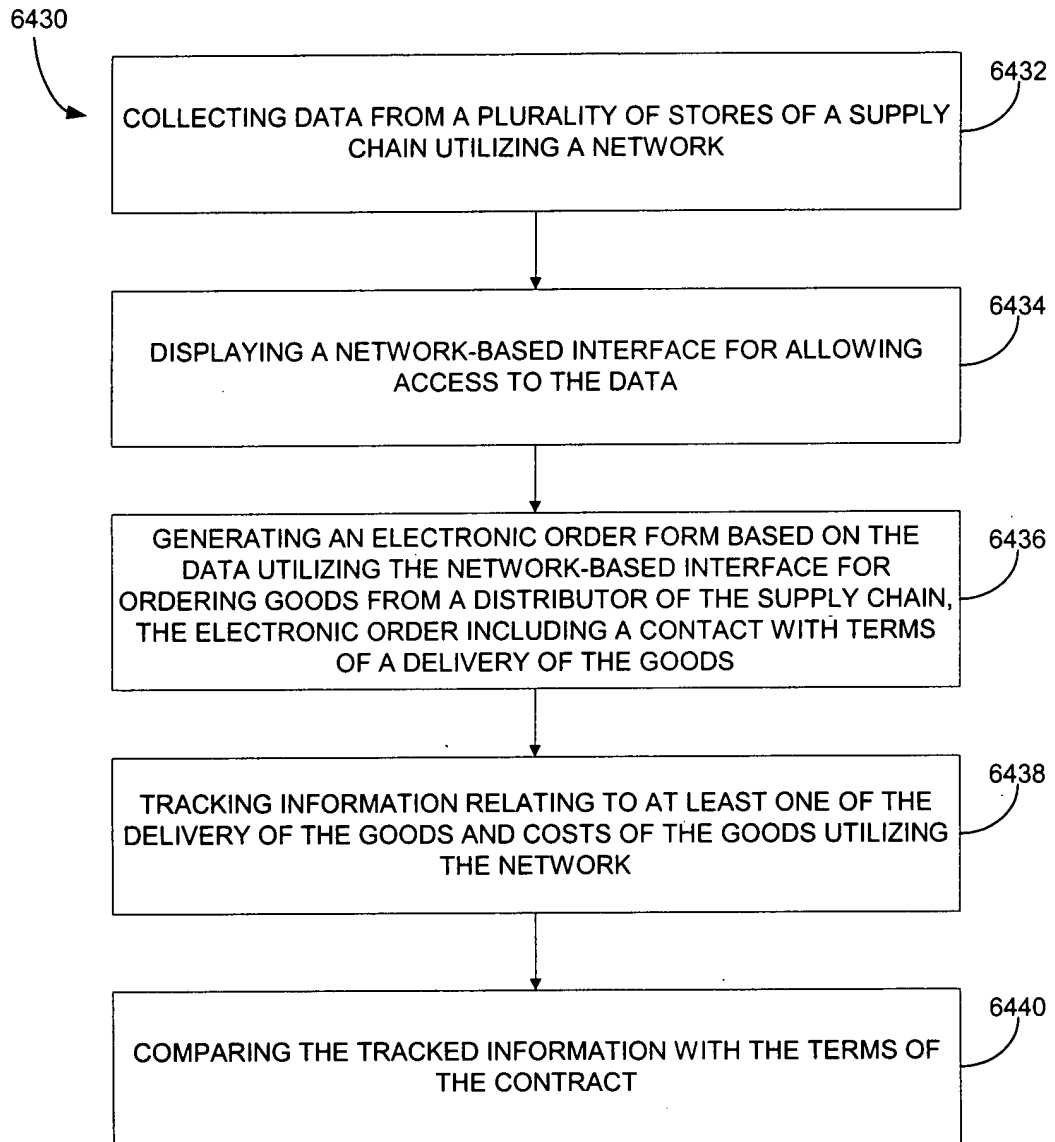 6430
6432
COLLECTING DATA FROM A PLURALITY OF STORES OF A SUPPLY
CHAIN UTILIZING A NETWORK
6434
DISPLAYING A NETWORK-BASED INTERFACE FOR ALLOWING
ACCESS TO THE DATA
6436
GENERATING AN ELECTRONIC ORDER FORM BASED ON THE
DATA UTILIZING THE NETWORK-BASED INTERFACE FOR
ORDERING GOODS FROM A DISTRIBUTOR OF THE SUPPLY CHAIN,
THE ELECTRONIC ORDER INCLUDING A CONTACT WITH TERMS
OF A DELIVERY OF THE GOODS
6438
TRACKING INFORMATION RELATING TO AT LEAST ONE OF THE
DELIVERY OF THE GOODS AND COSTS OF THE GOODS UTILIZING
THE NETWORK
6440
COMPARING THE TRACKED INFORMATION WITH THE TERMS OF
THE CONTRACT